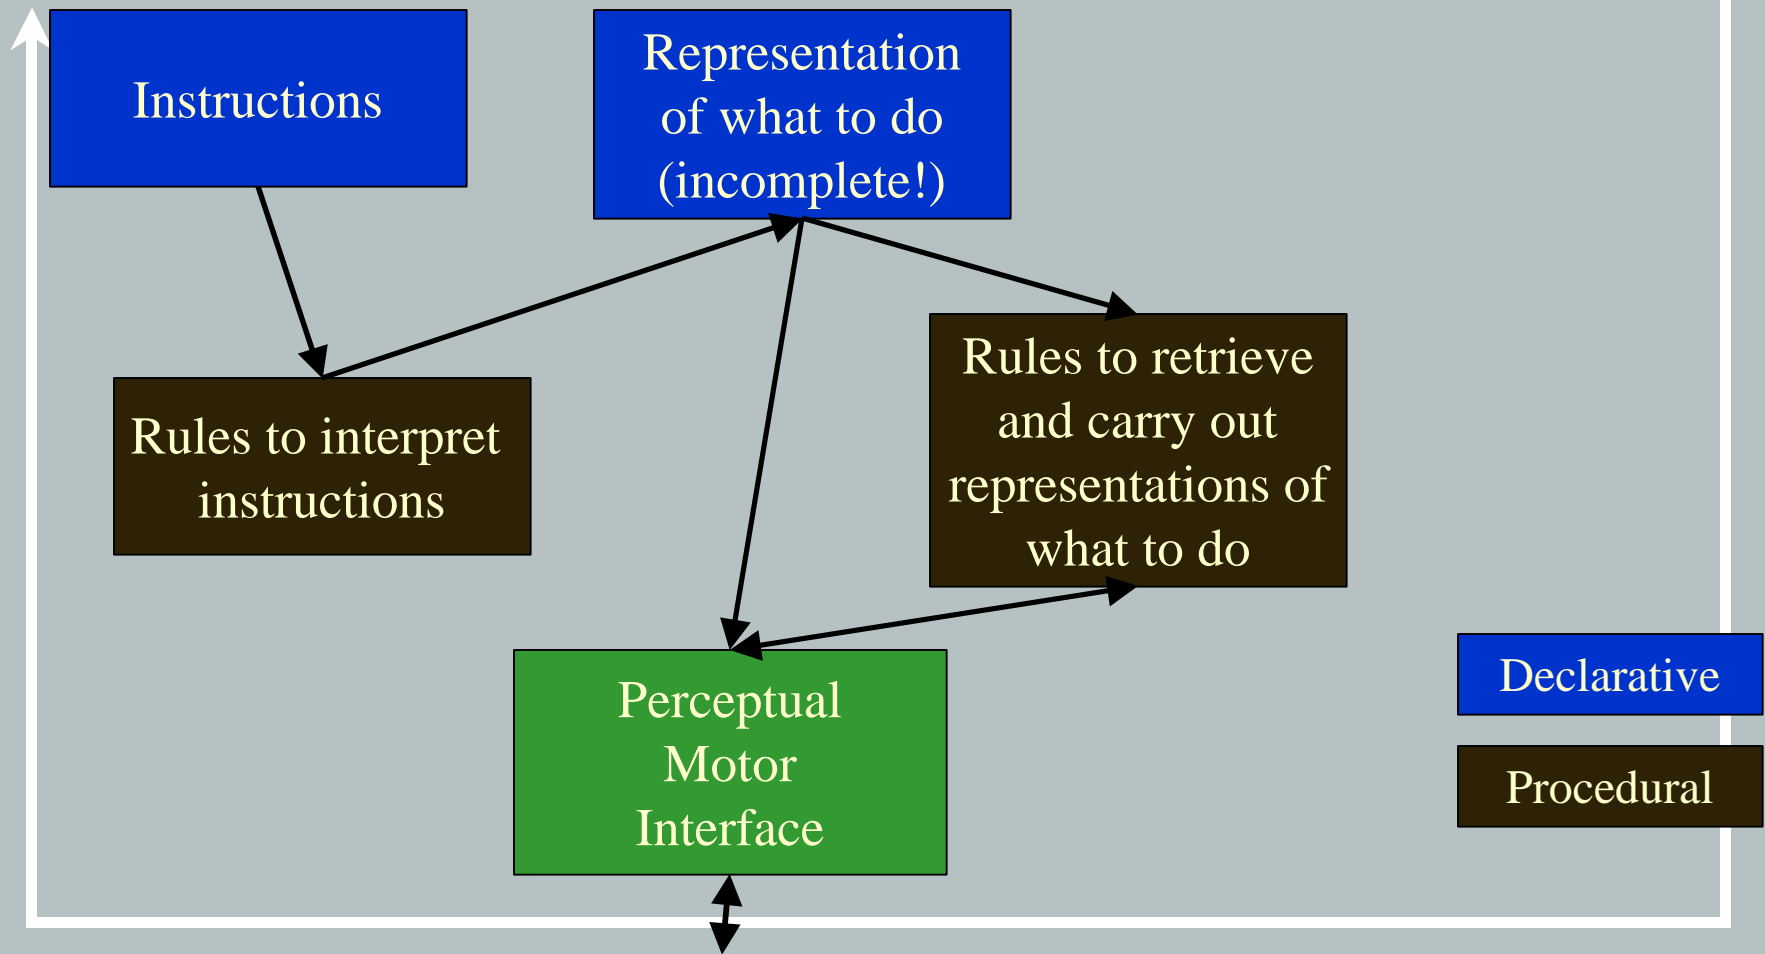 Instructions
Representation
of what to do
(incomplete!)
Rules to interpret
instructions
Rules to retrieve
and carry out
representations of
what to do
Perceptual
Motor
Interface
Declarative
Procedural